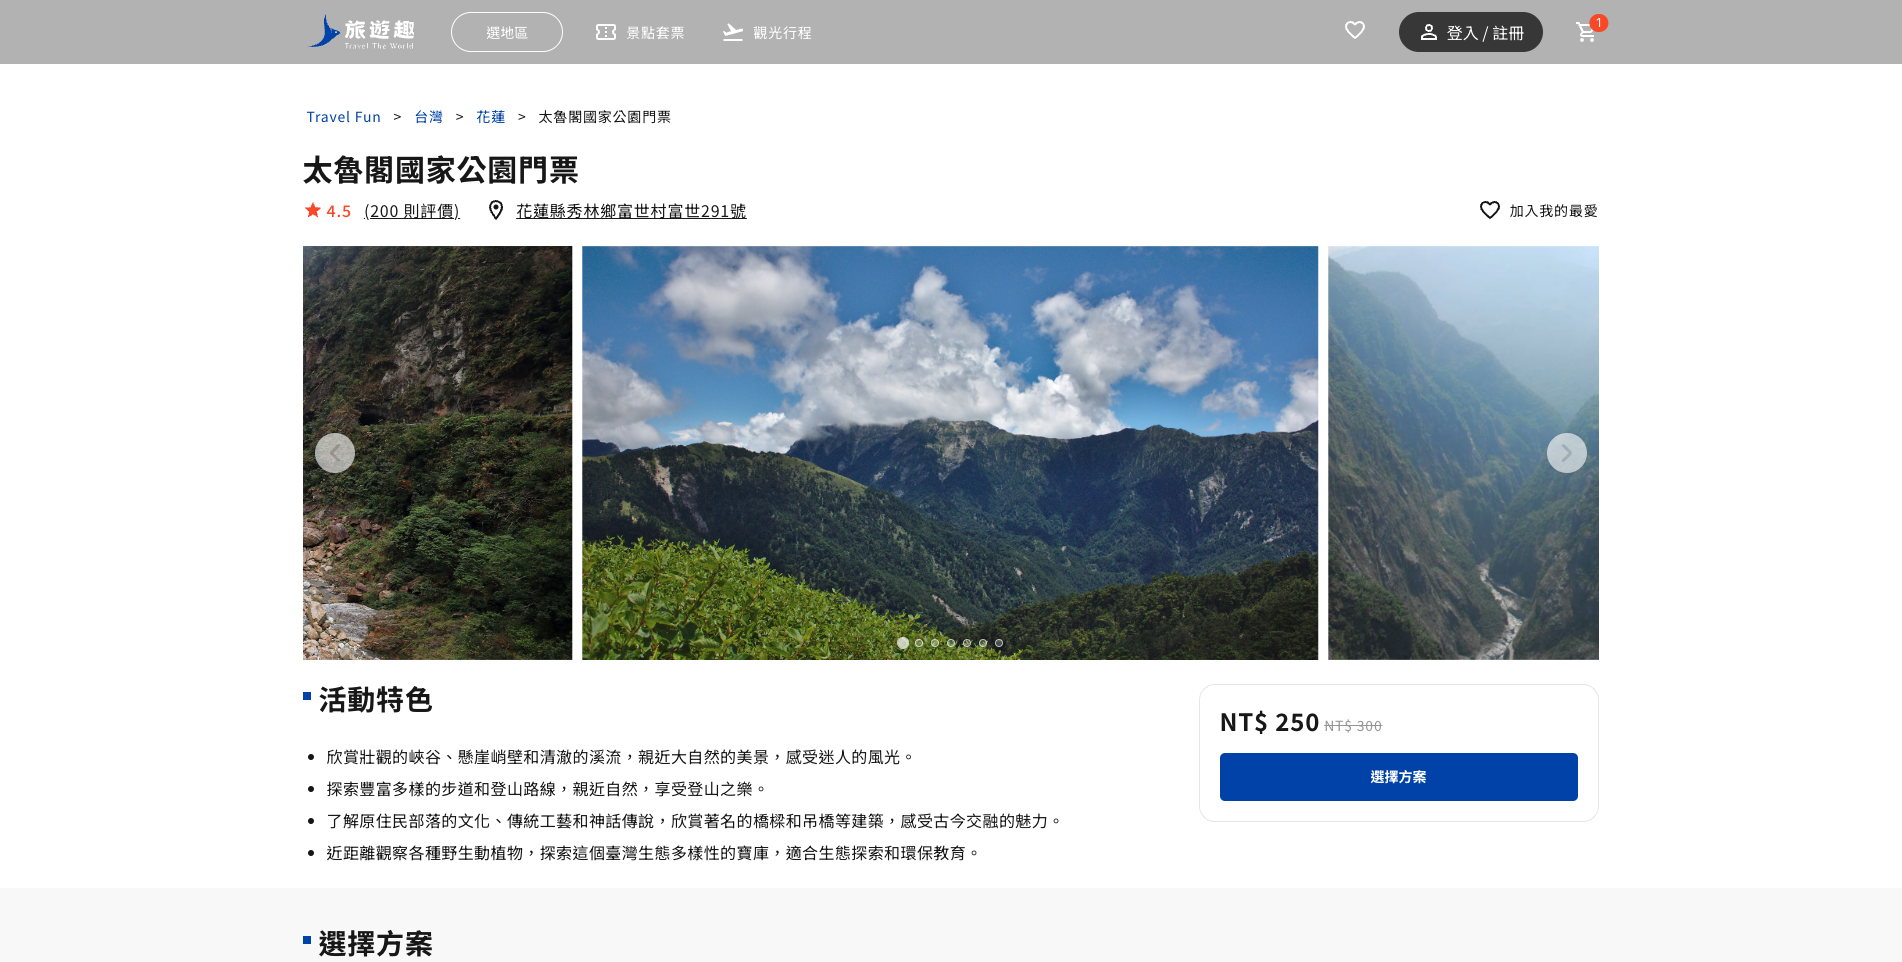 旅遊趣
Travel The World
選地區
景點套票
觀光行程
登入 / 註冊
1
Travel Fun > 台灣 > 花蓮 > 太魯閣國家公園門票
太魯閣國家公園門票
4.5 (200 則評價) 花蓮縣秀林鄉富世村富世291號
加入我的最愛
活動特色
欣賞壯觀的峽谷、懸崖峭壁和清澈的溪流，親近大自然的美景，感受迷人的風光。
探索豐富多樣的步道和登山路線，親近自然，享受登山之樂。
了解原住民部落的文化、傳統工藝和神話傳說，欣賞著名的橋樑和吊橋等建築，感受古今交融的魅力。
近距離觀察各種野生動植物，探索這個臺灣生態多樣性的寶庫，適合生態探索和環保教育。
NT$ 250 NT$ 300
選擇方案
選擇方案